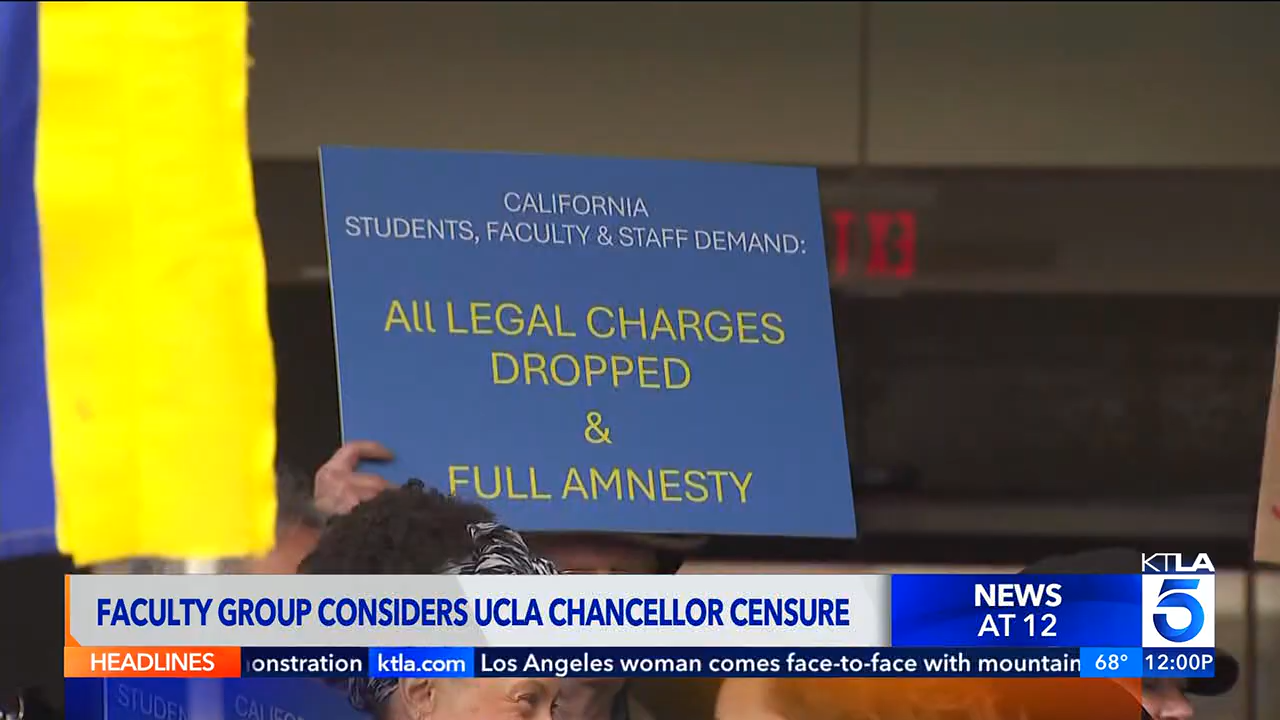 CALIFORNIA
STUDENTS, FACULTY & STAFF DEMAND:
All LEGAL CHARGES
DROPPED
&
FULL AMNESTY
KTLA
5
FACULTY GROUP CONSIDERS UCLA CHANCELLOR CENSURE
NEWS
AT 12
HEADLINES
onstration ktla.com Los Angeles woman comes face-to-face with mountain
68° 12:00P
STUDEN CALIFO